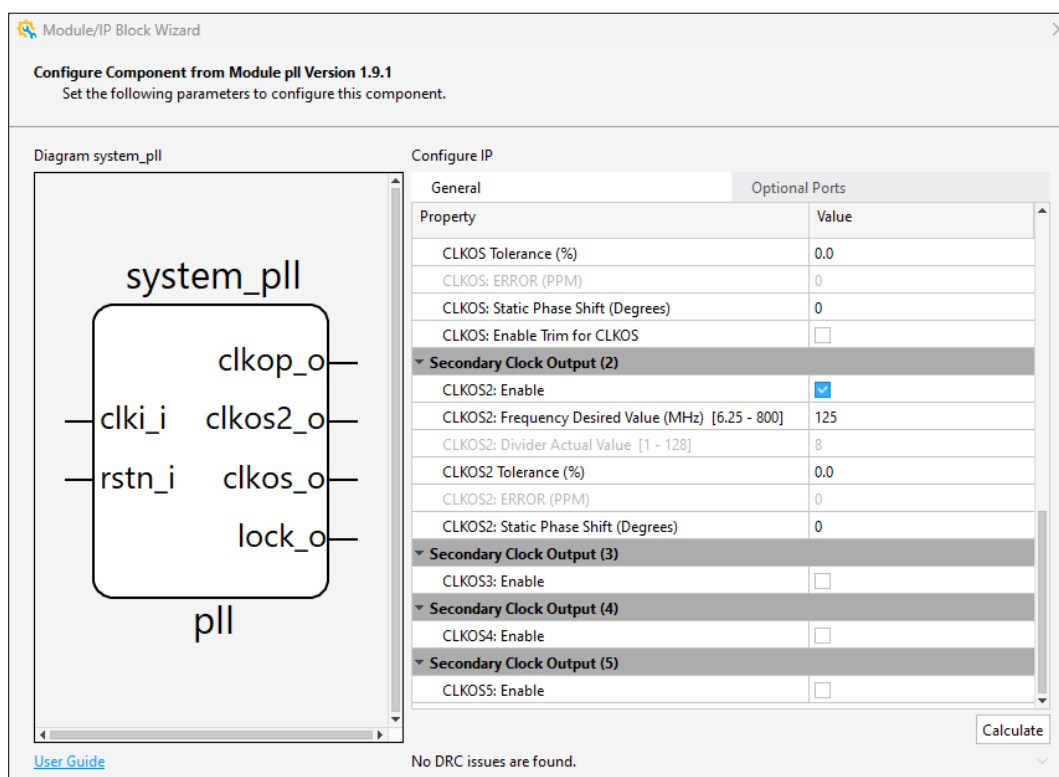 Module/IP Block Wizard
Configure Component from Module pll Version 1.9.1
Set the following parameters to configure this component.
Diagram system_pll
system_pll
clkop_o
clki_i clkos2_o
rstn_i clkos_o
lock_o
pll
User Guide
Configure IP
General Optional Ports
Property Value
CLKOS Tolerance (%) 0.0
CLKOS: ERROR (PPM) 0
CLKOS: Static Phase Shift (Degrees) 0
CLKOS: Enable Trim for CLKOS
Secondary Clock Output (2)
CLKOS2: Enable
CLKOS2: Frequency Desired Value (MHz) [6.25 - 800] 125
CLKOS2: Divider Actual Value [1 - 128] 8
CLKOS2 Tolerance (%) 0.0
CLKOS2: ERROR (PPM) 0
CLKOS2: Static Phase Shift (Degrees) 0
Secondary Clock Output (3)
CLKOS3: Enable
Secondary Clock Output (4)
CLKOS4: Enable
Secondary Clock Output (5)
CLKOS5: Enable
Calculate
No DRC issues are found.